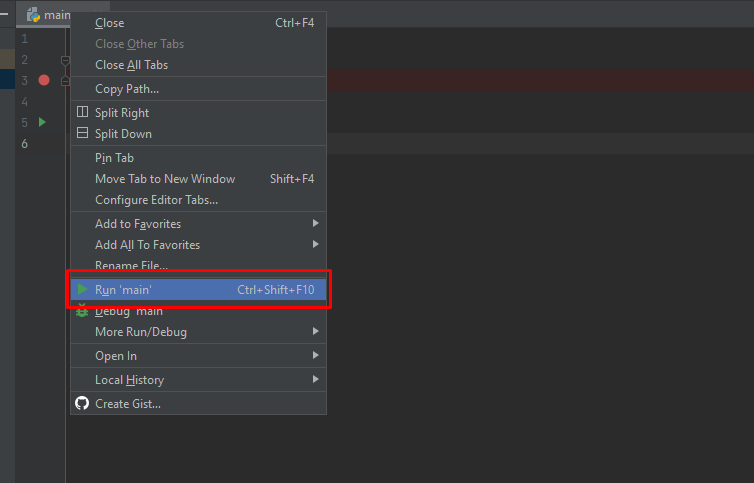 main
1
2
3
4
5
6
Close Ctrl+F4
Close Other Tabs
Close All Tabs
Copy Path...
Split Right
Split Down
Pin Tab
Move Tab to New Window Shift+F4
Configure Editor Tabs...
Add to Favorites
Add All To Favorites
Rename File...
Run 'main' Ctrl+Shift+F10
Debug 'main'
More Run/Debug
Open In
Local History
Create Gist...